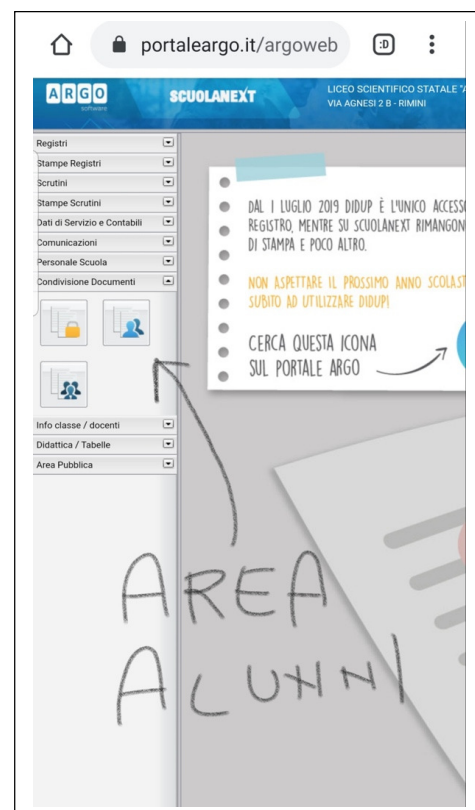 portaleargo.it/argoweb
:D
ARGO
software
SCUOLANEXT
LICEO SCIENTIFICO STATALE "A
VIA AGNESI 2 B - RIMINI
Registri
Stampe Registri
Scrutini
Stampe Scrutini
Dati di Servizio e Contabili
Comunicazioni
Personale Scuola
Condivisione Documenti
Info classe / docenti
Didattica / Tabelle
Area Pubblica
DAL 1 LUGLIO 2019 DIDUP È L'UNICO ACCESSO
REGISTRO, MENTRE SU SCUOLANEXT RIMANGON
DI STAMPA E POCO ALTRO.
NON ASPETTARE IL PROSSIMO ANNO SCOLAST
SUBITO AD UTILIZZARE DIDUP!
CERCA QUESTA ICONA
SUL PORTALE ARGO
AREA
ALUNNI